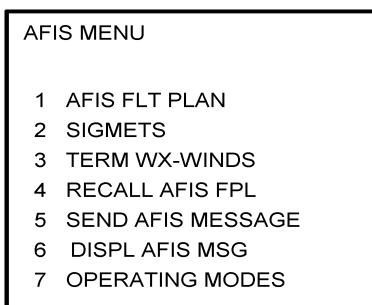 AFIS MENU
1 AFIS FLT PLAN
2 SIGMETS
3 TERM WX-WINDS
4 RECALL AFIS FPL
5 SEND AFIS MESSAGE
6 DISPL AFIS MSG
7 OPERATING MODES